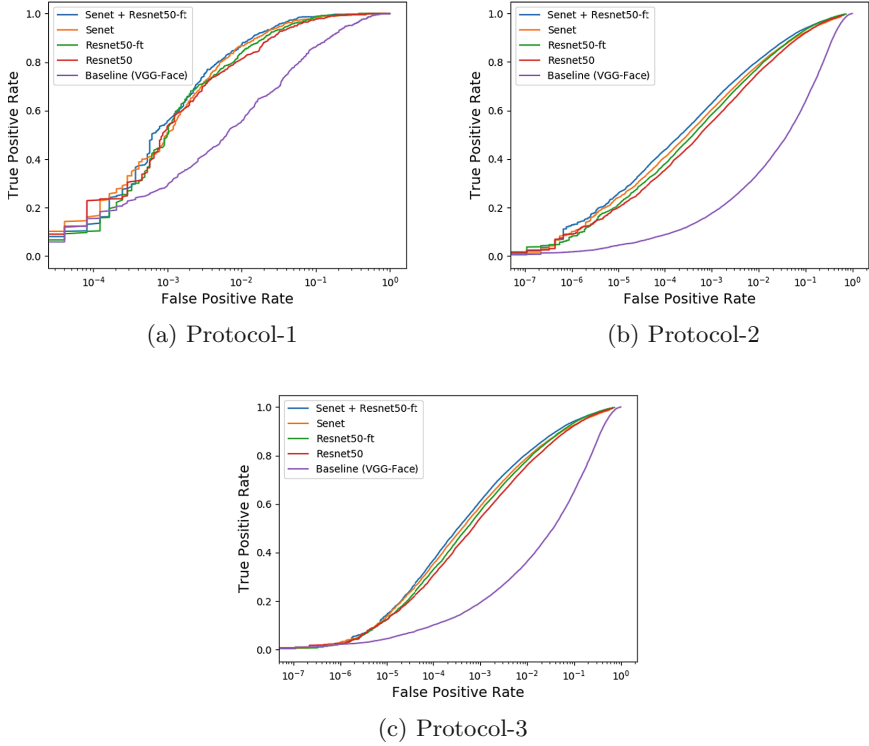 1.0
0.8
0.6
0.4
0.2
0.0
True Positive Rate
Senet + Resnet50-ft
Senet
Resnet50-ft
Resnet50
Baseline (VGG-Face)
10⁻⁴ 10⁻³ 10⁻² 10⁻¹ 10⁰
False Positive Rate
(a) Protocol-1
1.0
0.8
0.6
0.4
0.2
0.0
True Positive Rate
Senet + Resnet50-ft
Senet
Resnet50-ft
Resnet50
Baseline (VGG-Face)
10⁻⁶ 10⁻⁵ 10⁻⁴ 10⁻³ 10⁻² 10⁻¹ 10⁰
False Positive Rate
(b) Protocol-2
1.0
0.8
0.6
0.4
0.2
0.0
True Positive Rate
Senet + Resnet50-ft
Senet
Resnet50-ft
Resnet50
Baseline (VGG-Face)
10⁻⁷ 10⁻⁶ 10⁻⁵ 10⁻⁴ 10⁻³ 10⁻² 10⁻¹ 10⁰
False Positive Rate
(c) Protocol-3